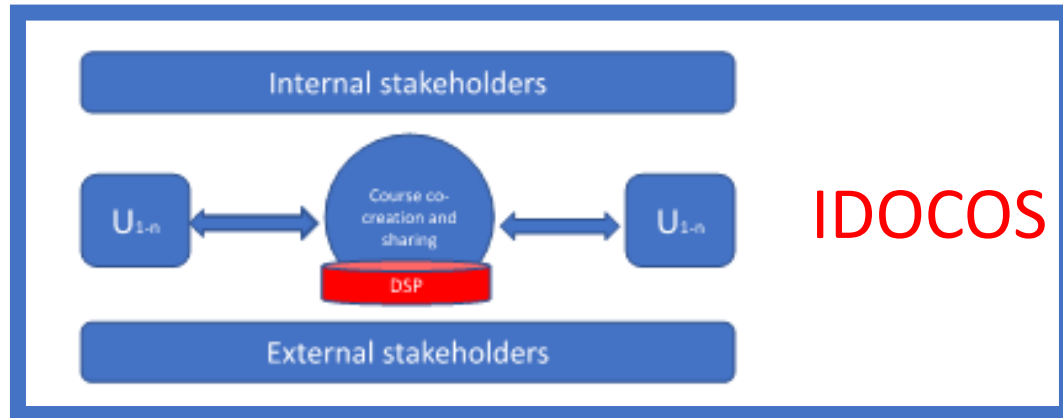 Internal stakeholders
U1-n
Course co-
creation and
sharing
U1-n
IDOCOS
DSP
External stakeholders